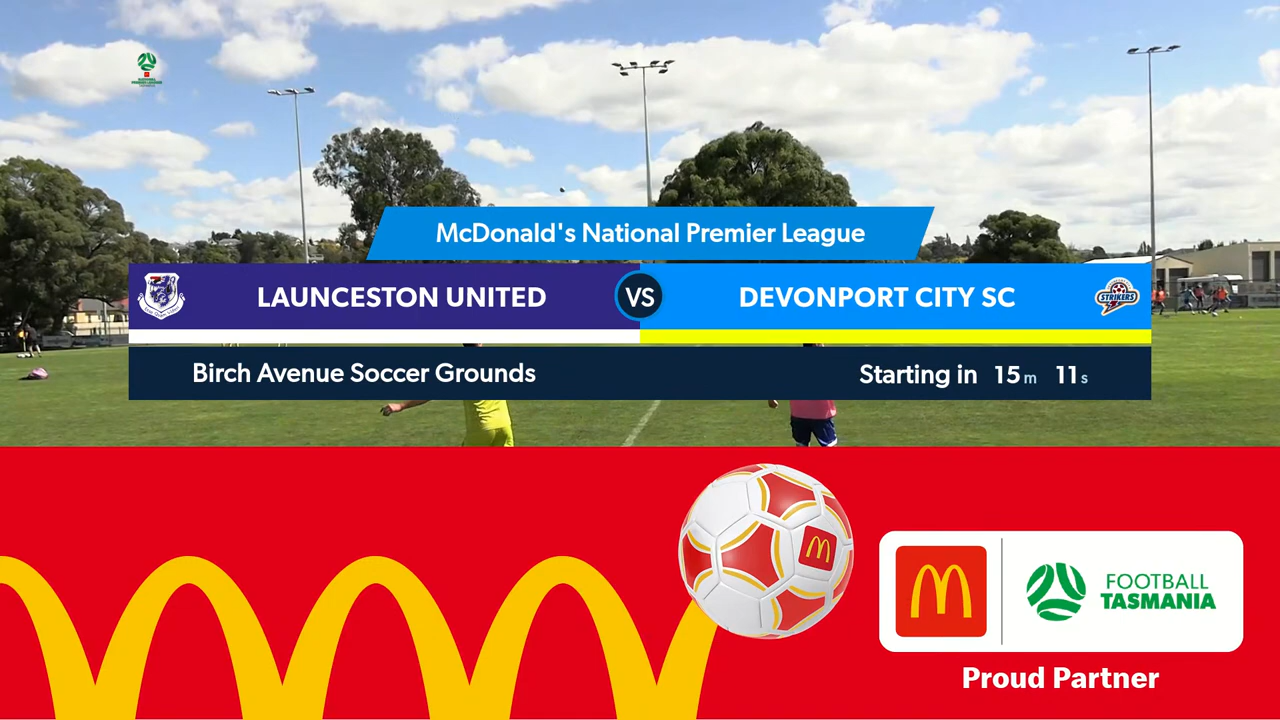 McDonald's National Premier League
LAUNCESTON UNITED
VS
DEVONPORT CITY SC
STRIKERS
Birch Avenue Soccer Grounds
Starting in 15m 11s
FOOTBALL
TASMANIA
Proud Partner